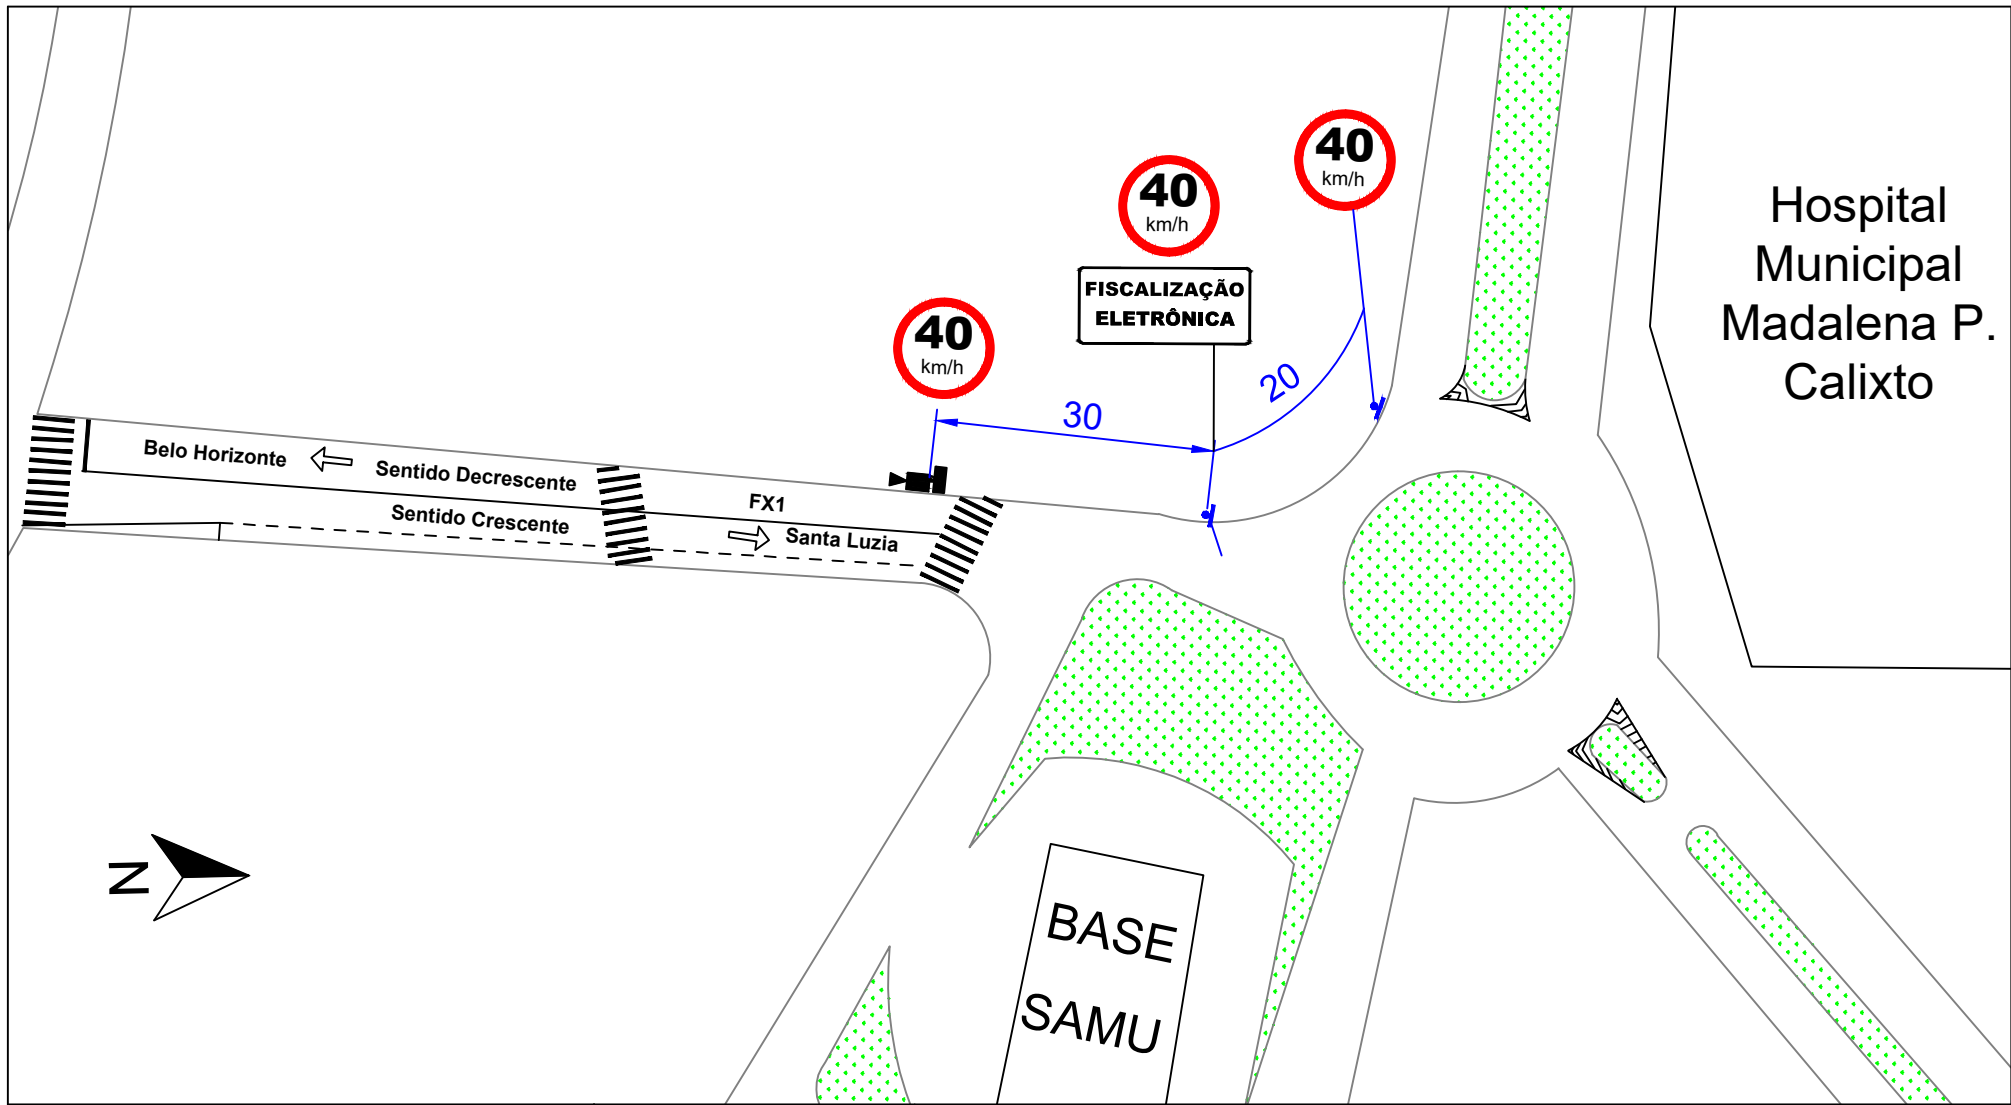 40
km/h
40
km/h
FISCALIZAÇÃO
ELETRÔNICA
40
km/h
20
30
Hospital
Municipal
Madalena P.
Calixto
Belo Horizonte
Sentido Decrescente
FX1
Sentido Crescente
Santa Luzia
N
BASE
SAMU